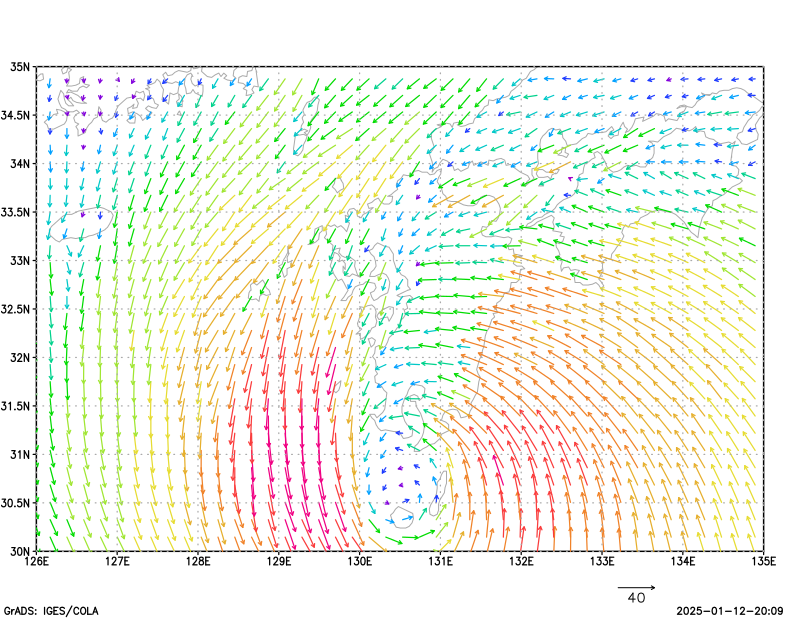 35N
34.5N
34N
33.5N
33N
32.5N
32N
31.5N
31N
30.5N
30N
126E 127E 128E 129E 130E 131E 132E 133E 134E 135E
40
GrADS: IGES/COLA 2025-01-12-20:09